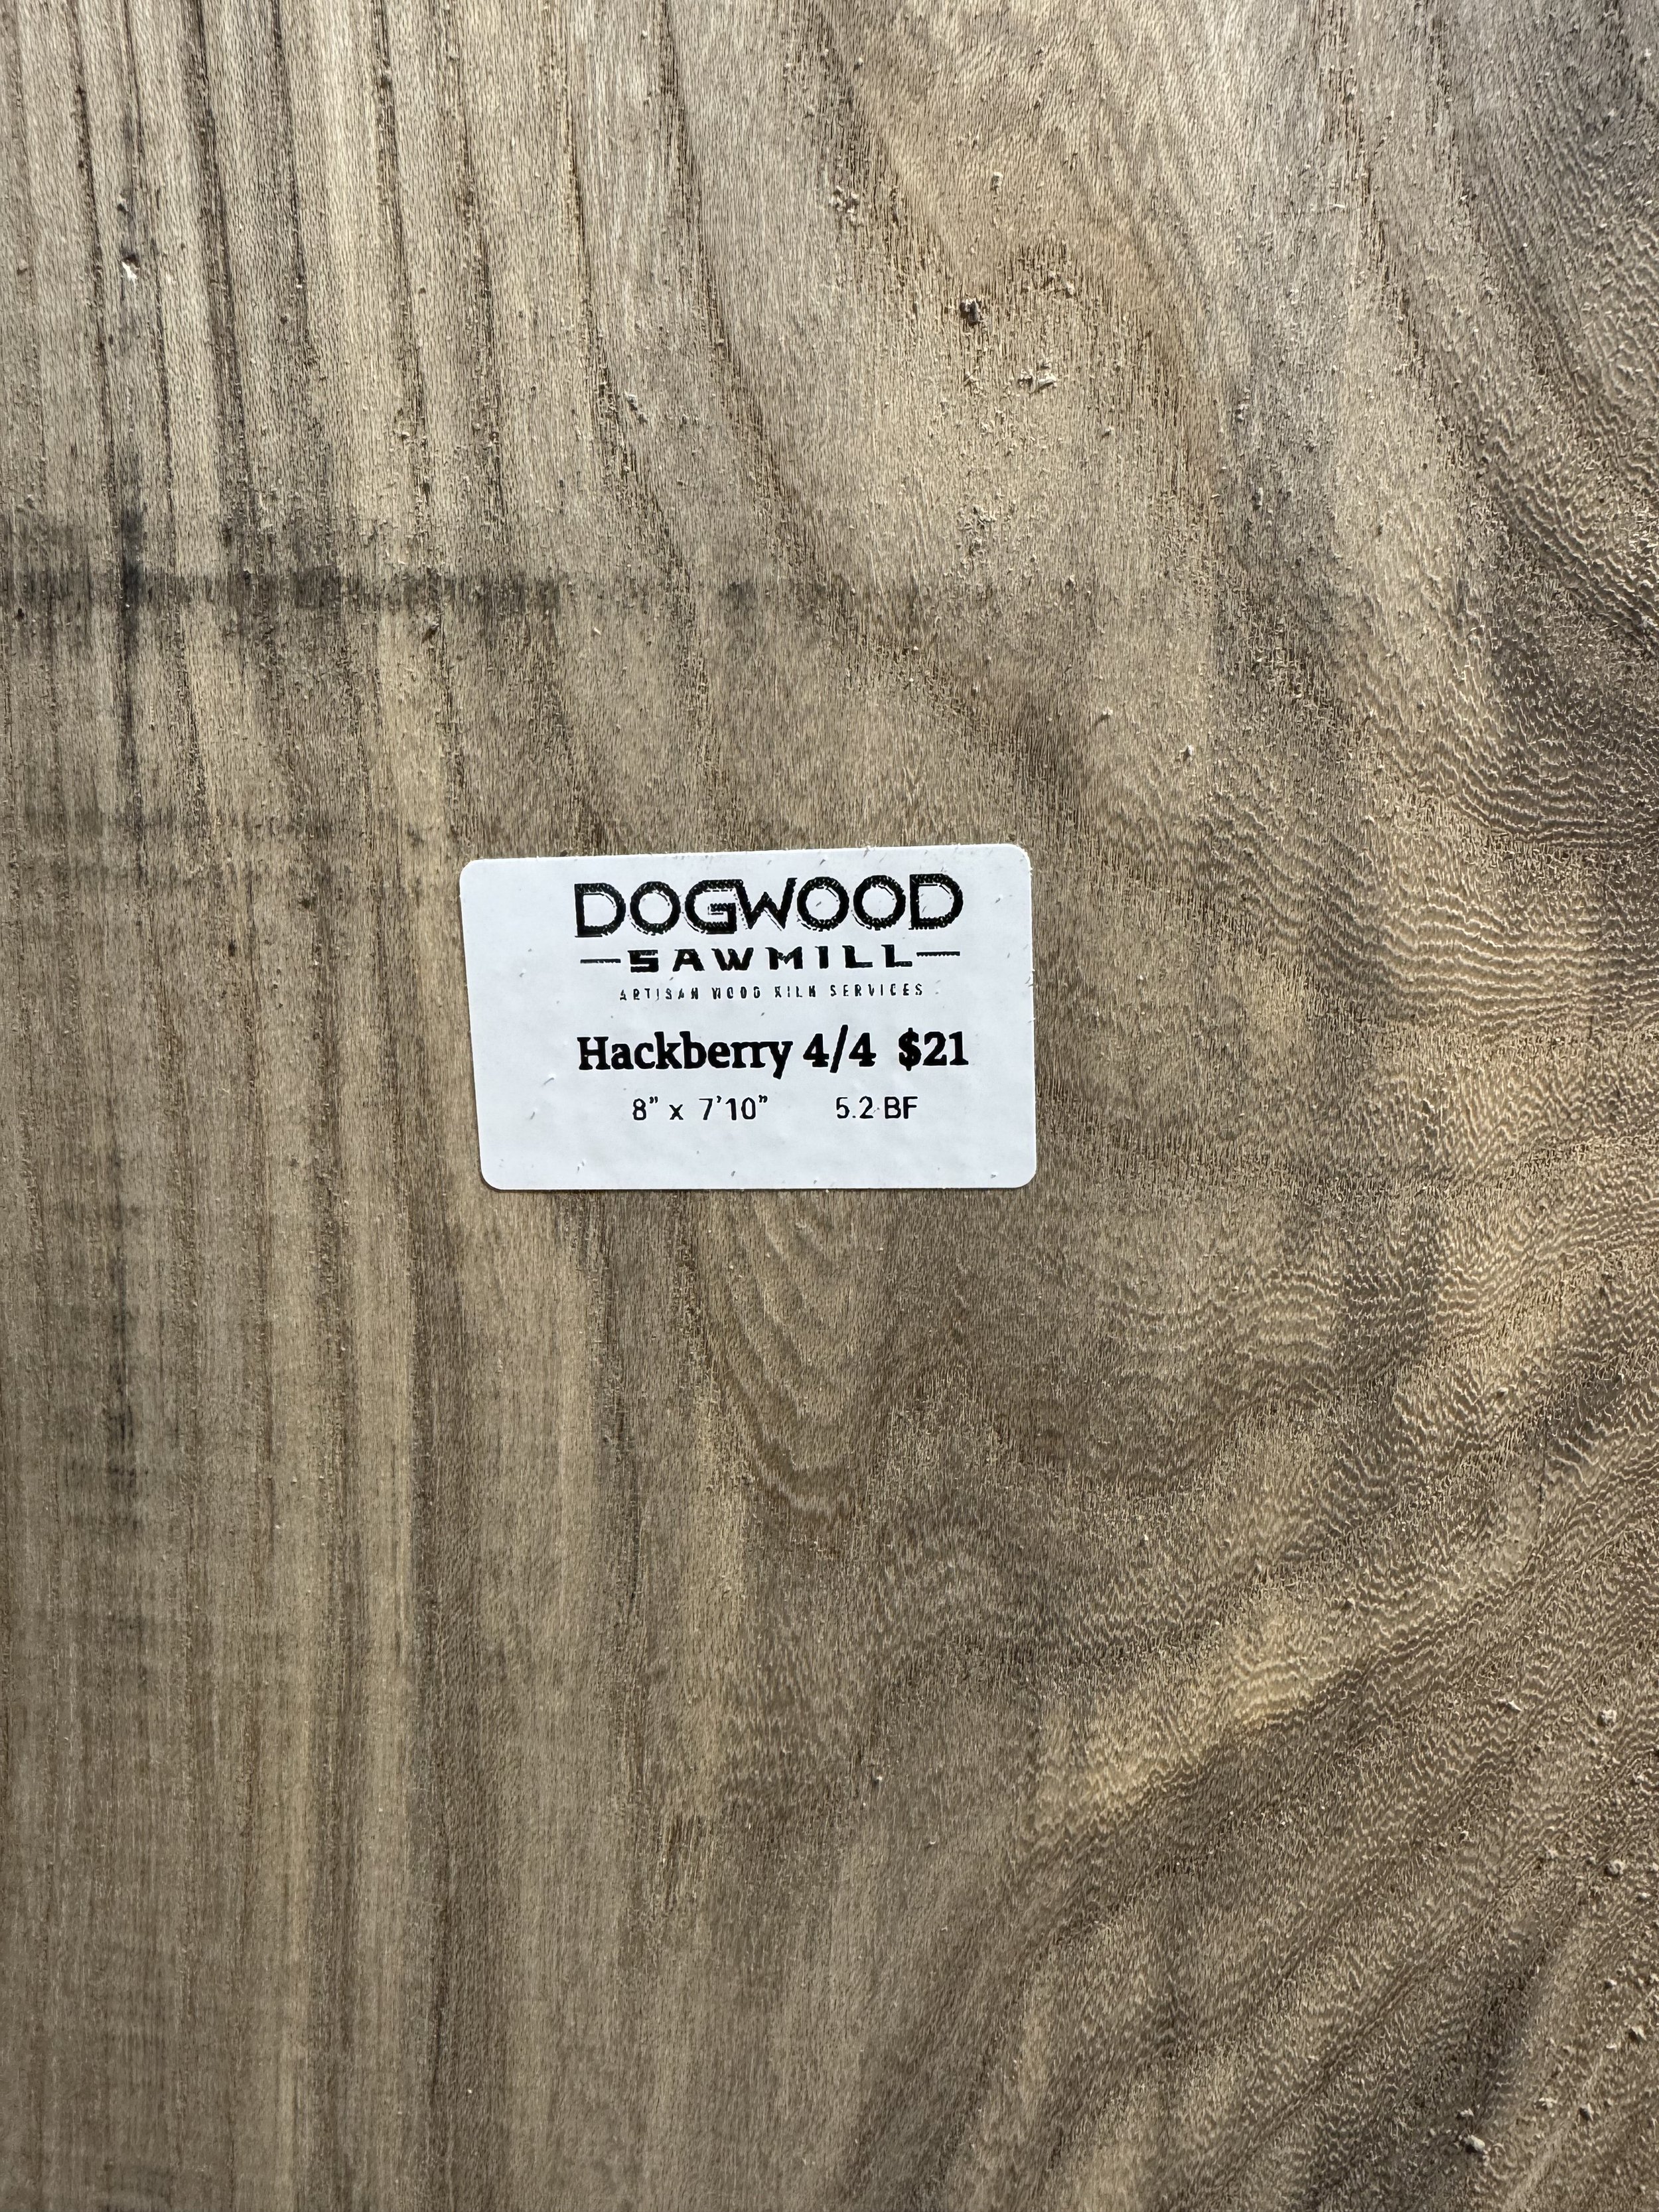 DOGWOOD
SAWMILL
ARTISAN WOOD KILN SERVICES
Hackberry 4/4 $21
8" x 7'10" 5.2 BF